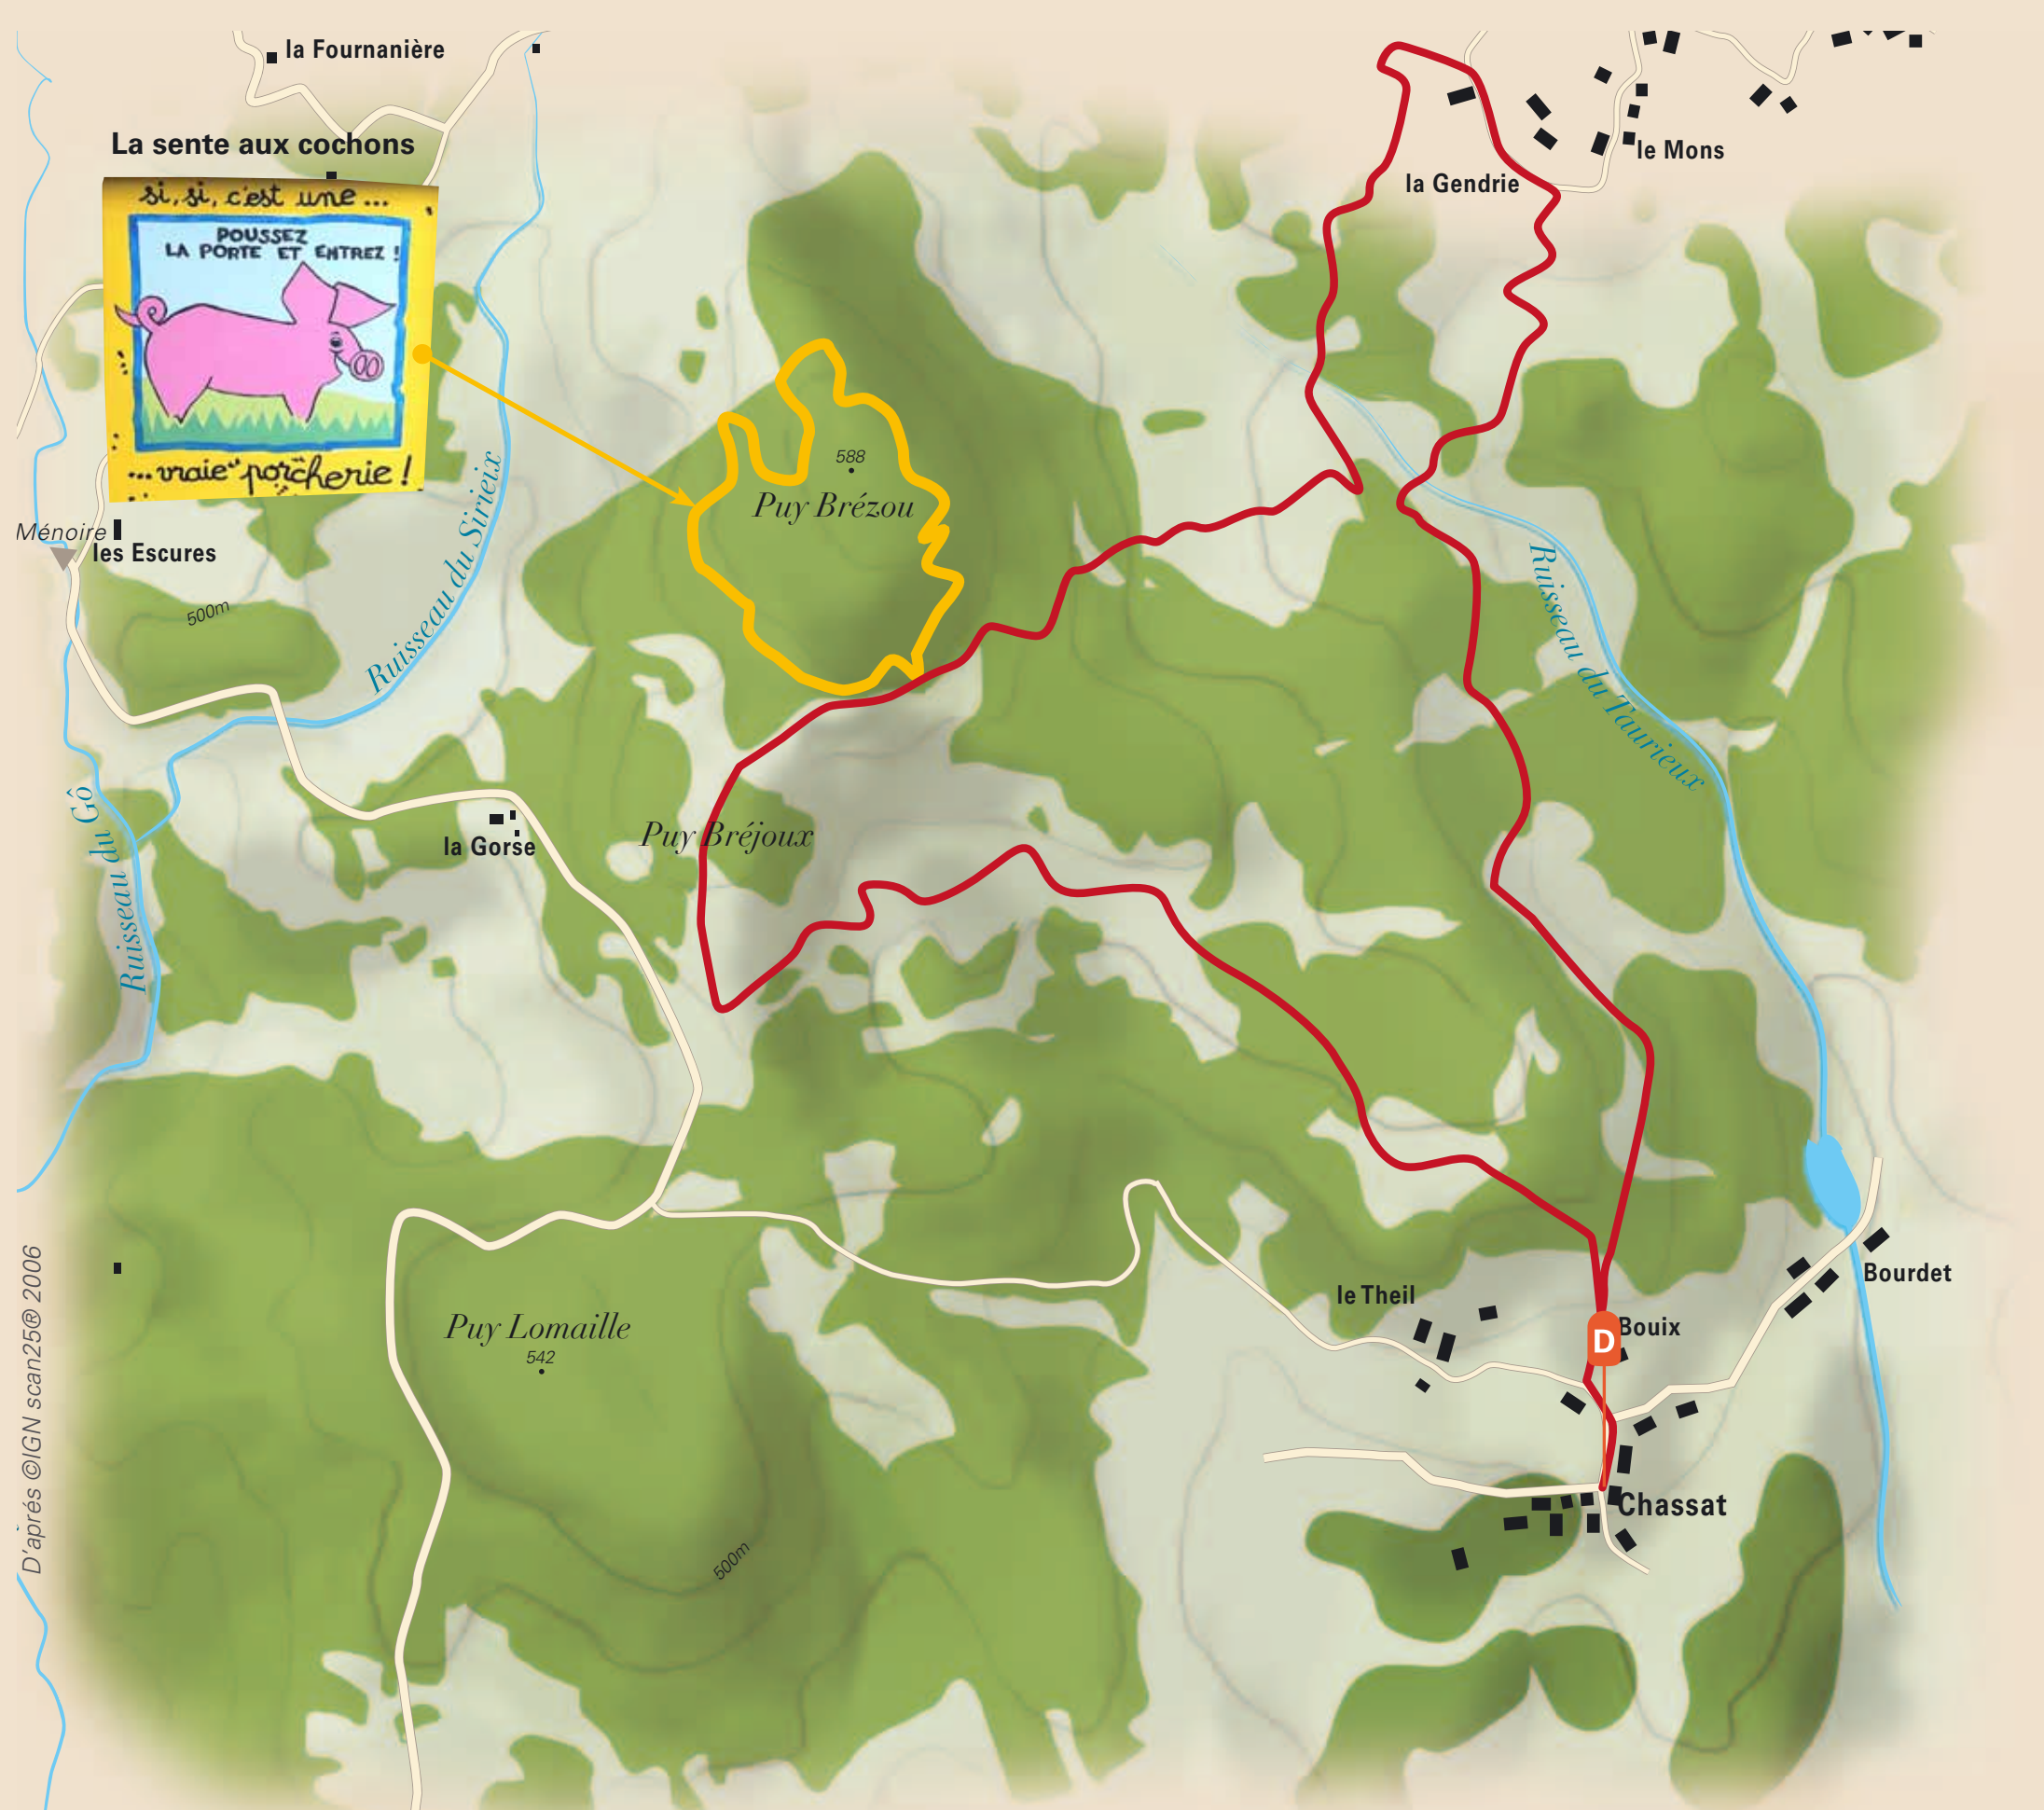 la Fournanière
La sente aux cochons
si, si, c'est une ...
POUSSEZ
LA PORTE ET ENTREZ !
... vraie porcherie !
le Mons
la Gendrie
588
Puy Brézou
Ruisseau du Sirieix
Ménoire
les Escures
500m
Ruisseau du Taurieux
Ruisseau du Gô
la Gorse
Puy Bréjoux
Puy Lomaille
542
le Theil
Bourdet
D
Bouix
Chassat
500m
D'aprés ©IGN scan25® 2006